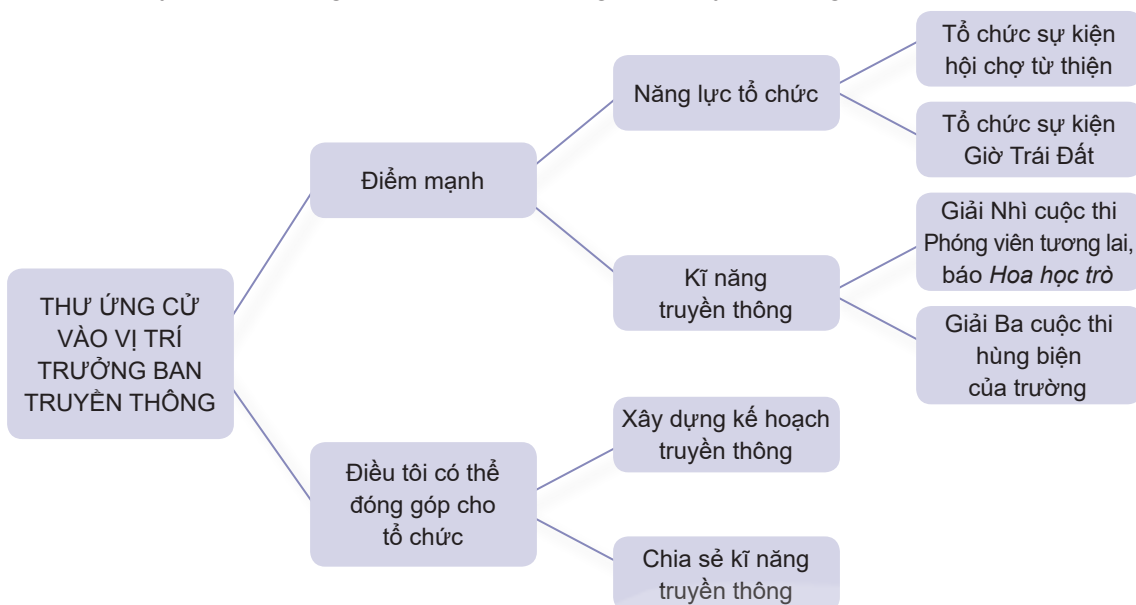 THƯ ỨNG CỬ
VÀO VỊ TRÍ
TRƯỞNG BAN
TRUYỀN THÔNG
Điểm mạnh
Năng lực tổ chức
Tổ chức sự kiện
hội chợ từ thiện
Tổ chức sự kiện
Giờ Trái Đất
Kĩ năng
truyền thông
Giải Nhì cuộc thi
Phóng viên tương lai,
báo Hoa học trò
Giải Ba cuộc thi
hùng biện
của trường
Điều tôi có thể
đóng góp cho
tổ chức
Xây dựng kế hoạch
truyền thông
Chia sẻ kĩ năng
truyền thông